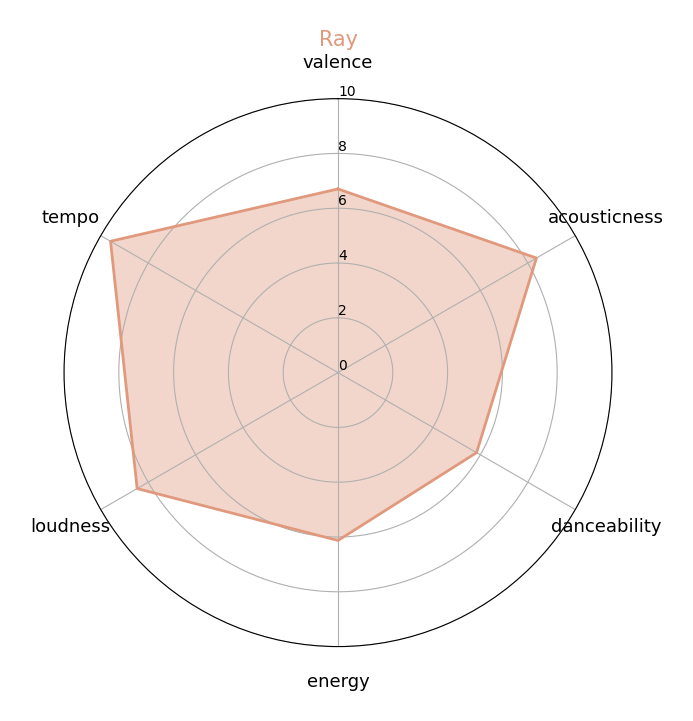 Ray
valence
10
8
tempo
acousticness
6
4
2
0
loudness
danceability
energy